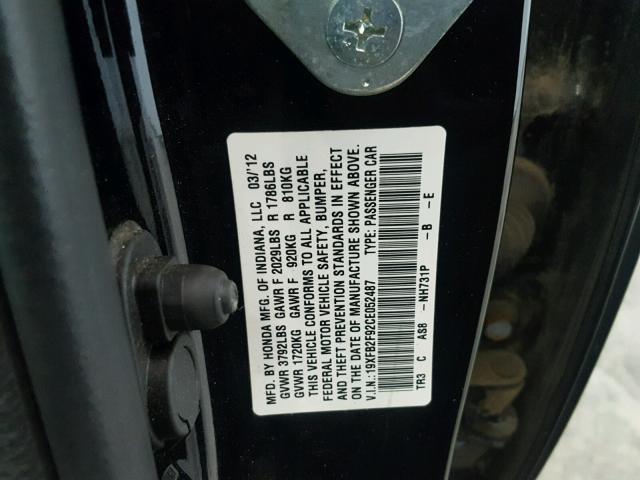 MFD. BY HONDA MFG. OF INDIANA, LLC 03/'12
GVWR 3792LBS GAWR F 2029LBS R 1786LBS
GVWR 1720KG GAWR F 920KG R 810KG
THIS VEHICLE CONFORMS TO ALL APPLICABLE
FEDERAL MOTOR VEHICLE SAFETY, BUMPER,
AND THEFT PREVENTION STANDARDS IN EFFECT
ON THE DATE OF MANUFACTURE SHOWN ABOVE.
V.I.N.: 19XFB2F92CE052487 TYPE: PASSENGER CAR
TR3 C AS8 -NH731P -B -E